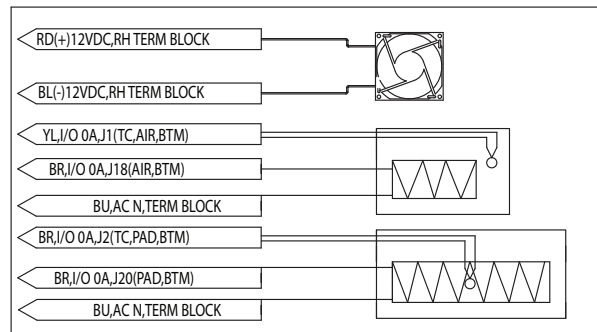 RD(+)12VDC,RH TERM BLOCK
BL(-)12VDC,RH TERM BLOCK
YL,I/O 0A,J1(TC,AIR,BTM)
BR,I/O 0A,J18(AIR,BTM)
BU,AC N,TERM BLOCK
BR,I/O 0A,J2(TC,PAD,BTM)
BR,I/O 0A,J20(PAD,BTM)
BU,AC N,TERM BLOCK